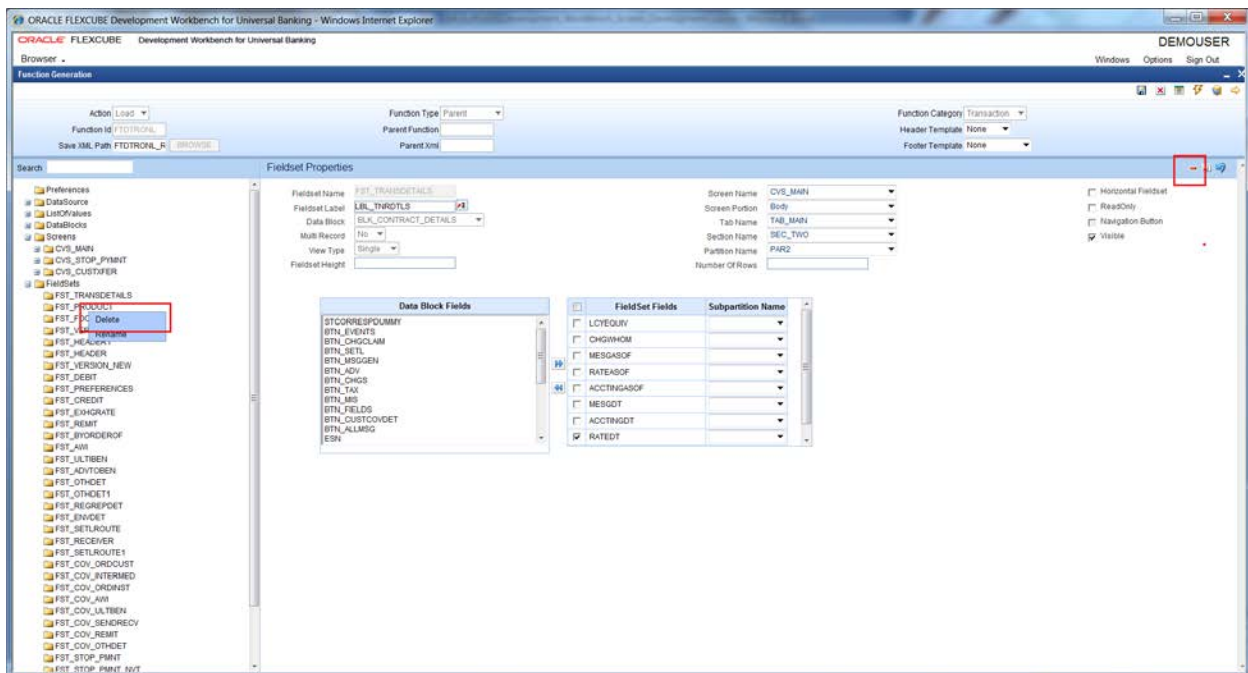 ORACLE FLEXCUBE Development Workbench for Universal Banking - Windows Internet Explorer
ORACLE FLEXCUBE Development Workbench for Universal Banking
DEMOUSER
Browser
Windows Options Sign Out
Function Generation
Action Load
Function Type Parent
Function Category Transaction
Function Id FTDTRONL
Parent Function
Header Template None
Save XML Path FTDTRONL_R BROWSE
Parent Xml
Footer Template None
Search
Fieldset Properties
Preferences
DataSource
ListOfValues
DataBlocks
Screens
CVS_MAIN
CVS_STOP_PYMNT
CVS_CUSTXFER
FieldSets
FST_TRANSDETAILS
FST_PRODUCT
Delete
Rename
FST_HEADER1
FST_HEADER
FST_VERSION_NEW
FST_DEBIT
FST_PREFERENCES
FST_CREDIT
FST_EXHGRATE
FST_REMIT
FST_BYORDEROF
FST_AWI
FST_ULTIBEN
FST_ADVTOBEN
FST_OTHDET
FST_OTHDET1
FST_REGREPDET
FST_ENVDET
FST_SETLROUTE
FST_RECEIVER
FST_SETLROUTE1
FST_COV_ORDCUST
FST_COV_INTERMED
FST_COV_ORDINST
FST_COV_AWI
FST_COV_ULTBEN
FST_COV_SENDRECV
FST_COV_REMIT
FST_COV_OTHDET
FST_STOP_PMNT
FST_STOP_PMNT_NVT
Fieldset Name FST_TRANSDETAILS
Fieldset Label LBL_TNRDTLS
Data Block BLK_CONTRACT_DETAILS
Multi Record No
View Type Single
Fieldset Height
Screen Name CVS_MAIN
Screen Portion Body
Tab Name TAB_MAIN
Section Name SEC_TWO
Partition Name PAR2
Number Of Rows
Horizontal Fieldset
ReadOnly
Navigation Button
Visible
Data Block Fields
STCORRESPDUMMY
BTN_EVENTS
BTN_CHGCLAIM
BTN_SETL
BTN_MSGGEN
BTN_ADV
BTN_CHGS
BTN_TAX
BTN_MIS
BTN_FIELDS
BTN_CUSTCOVDET
BTN_ALLMSG
ESN
FieldSet Fields Subpartition Name
LCYEQUIV
CHGWHOM
MESGASOF
RATEASOF
ACCTINGASOF
MESGDT
ACCTINGDT
RATEDT